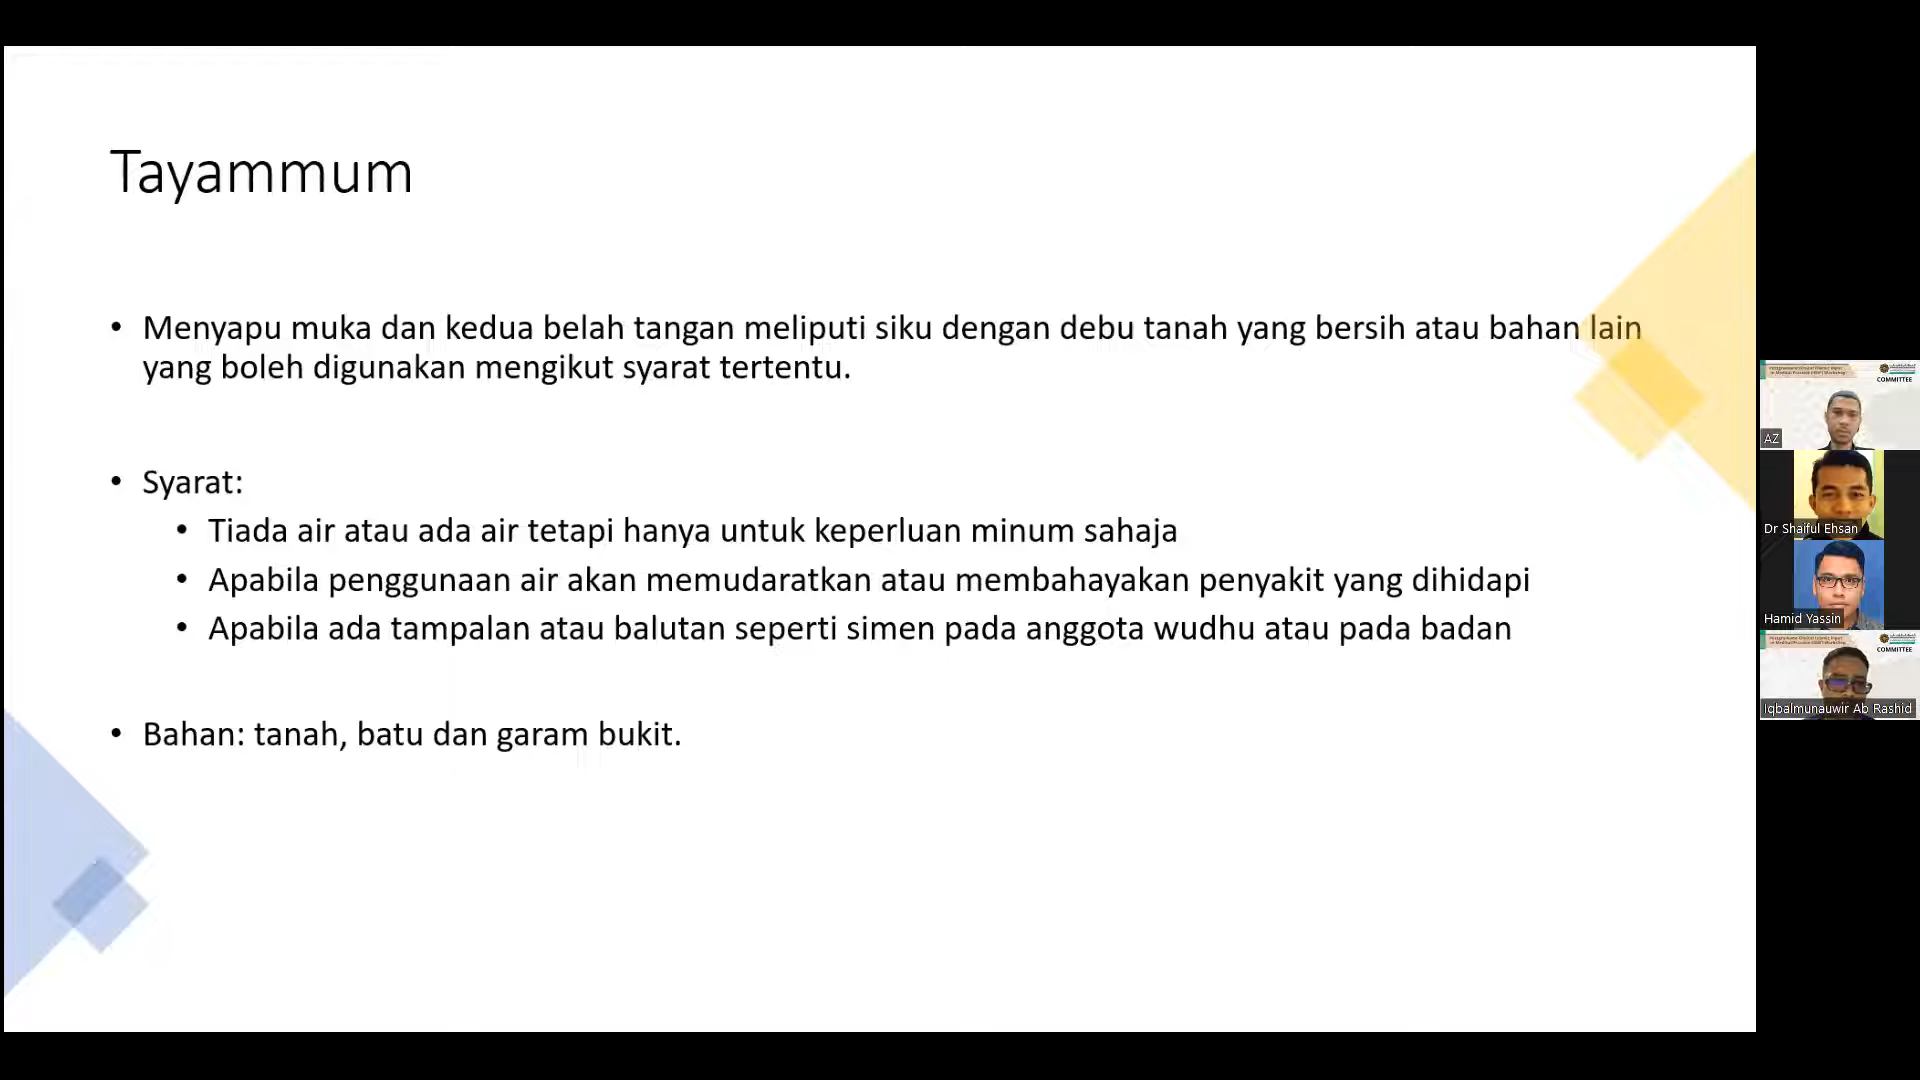 Tayammum
• Menyapu muka dan kedua belah tangan meliputi siku dengan debu tanah yang bersih atau bahan lain
yang boleh digunakan mengikut syarat tertentu.
• Syarat:
• Tiada air atau ada air tetapi hanya untuk keperluan minum sahaja
• Apabila penggunaan air akan memudaratkan atau membahayakan penyakit yang dihidapi
• Apabila ada tampalan atau balutan seperti simen pada anggota wudhu atau pada badan
• Bahan: tanah, batu dan garam bukit.
COMMITTEE
AZ
Dr Shaiful Ehsan
Hamid Yassin
COMMITTEE
Iqbalmunauwir Ab Rashid